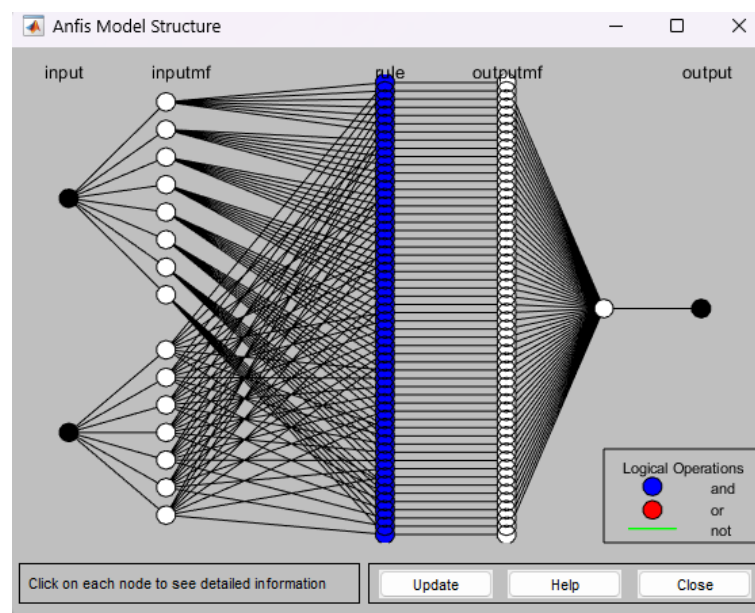 Anfis Model Structure
input inputmf rule outputmf output
Logical Operations
and
or
not
Click on each node to see detailed information Update Help Close